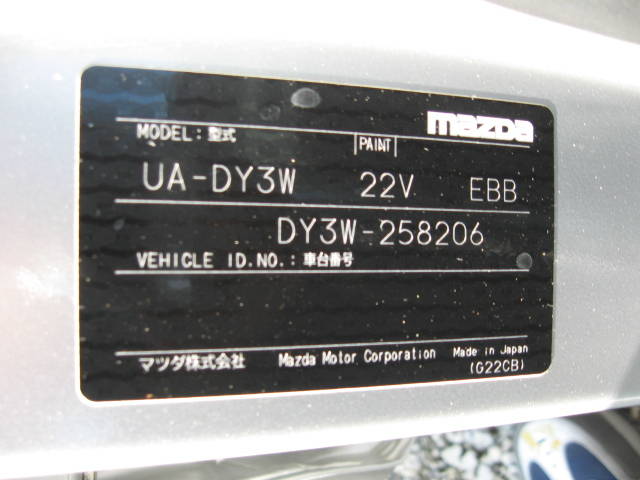 mazda
MODEL: 型式 PAINT
UA-DY3W 22V EBB
DY3W-258206
VEHICLE ID.NO.: 車台番号
マツダ株式会社 Mazda Motor Corporation Made in Japan
(G22CB)